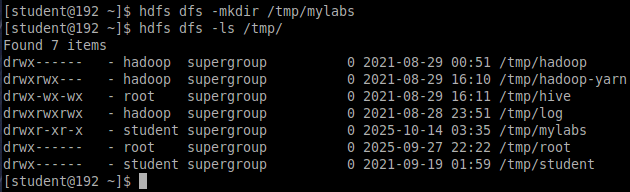 [student@192 ~]$ hdfs dfs -mkdir /tmp/mylabs
[student@192 ~]$ hdfs dfs -ls /tmp/
Found 7 items
drwx------   - hadoop  supergroup          0 2021-08-29 00:51 /tmp/hadoop
drwxrwx---   - hadoop  supergroup          0 2021-08-29 16:10 /tmp/hadoop-yarn
drwx-wx-wx   - root    supergroup          0 2021-08-29 16:11 /tmp/hive
drwxrwxrwx   - hadoop  supergroup          0 2021-08-28 23:51 /tmp/log
drwxr-xr-x   - student supergroup          0 2025-10-14 03:35 /tmp/mylabs
drwx------   - root    supergroup          0 2025-09-27 22:22 /tmp/root
drwx------   - student supergroup          0 2021-09-19 01:59 /tmp/student
[student@192 ~]$